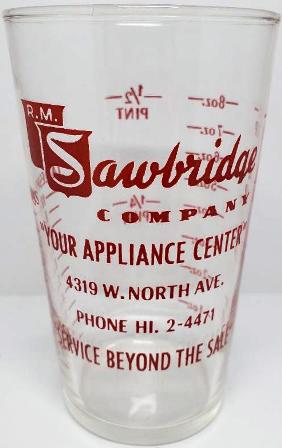 R.M.
Sawbridge
COMPANY
"YOUR APPLIANCE CENTER"
4319 W. NORTH AVE.
PHONE HI. 2-4471
SERVICE BEYOND THE SALE
1/2
PINT
8oz.
7oz.